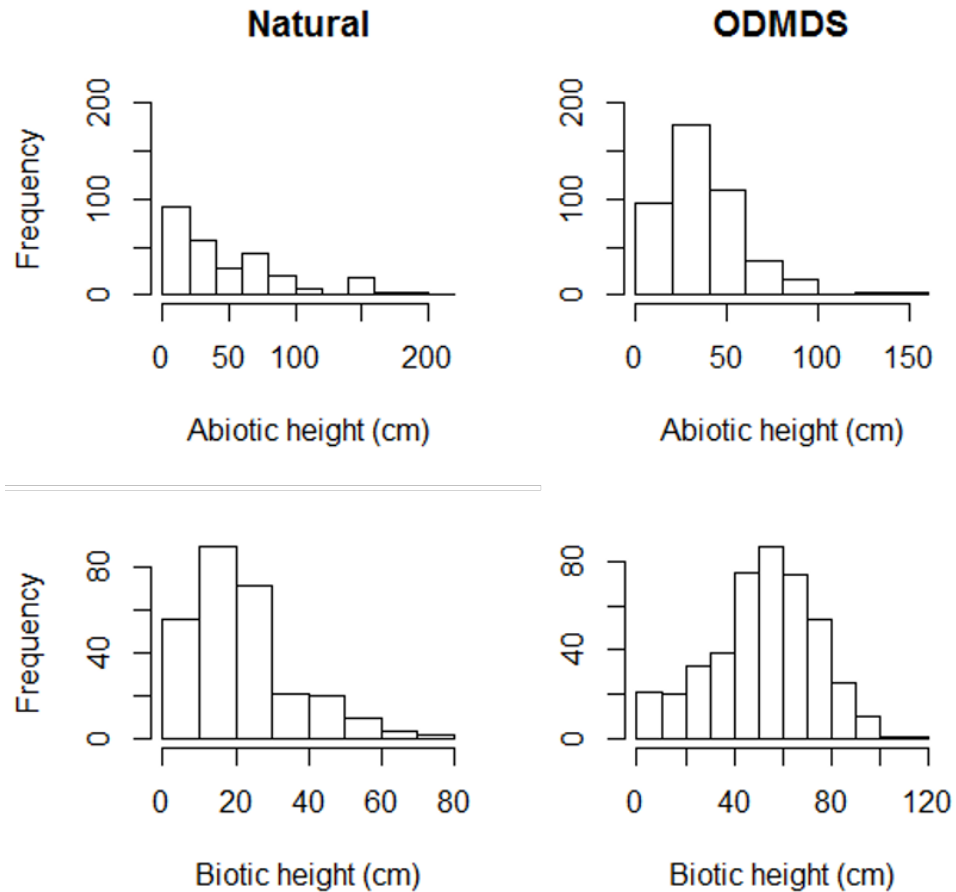 Natural
ODMDS
Frequency
200
100
0
0 50 100 200
Abiotic height (cm)
200
100
0
0 50 100 150
Abiotic height (cm)
Frequency
80
40
0
0 20 40 60 80
Biotic height (cm)
80
40
0
0 40 80 120
Biotic height (cm)